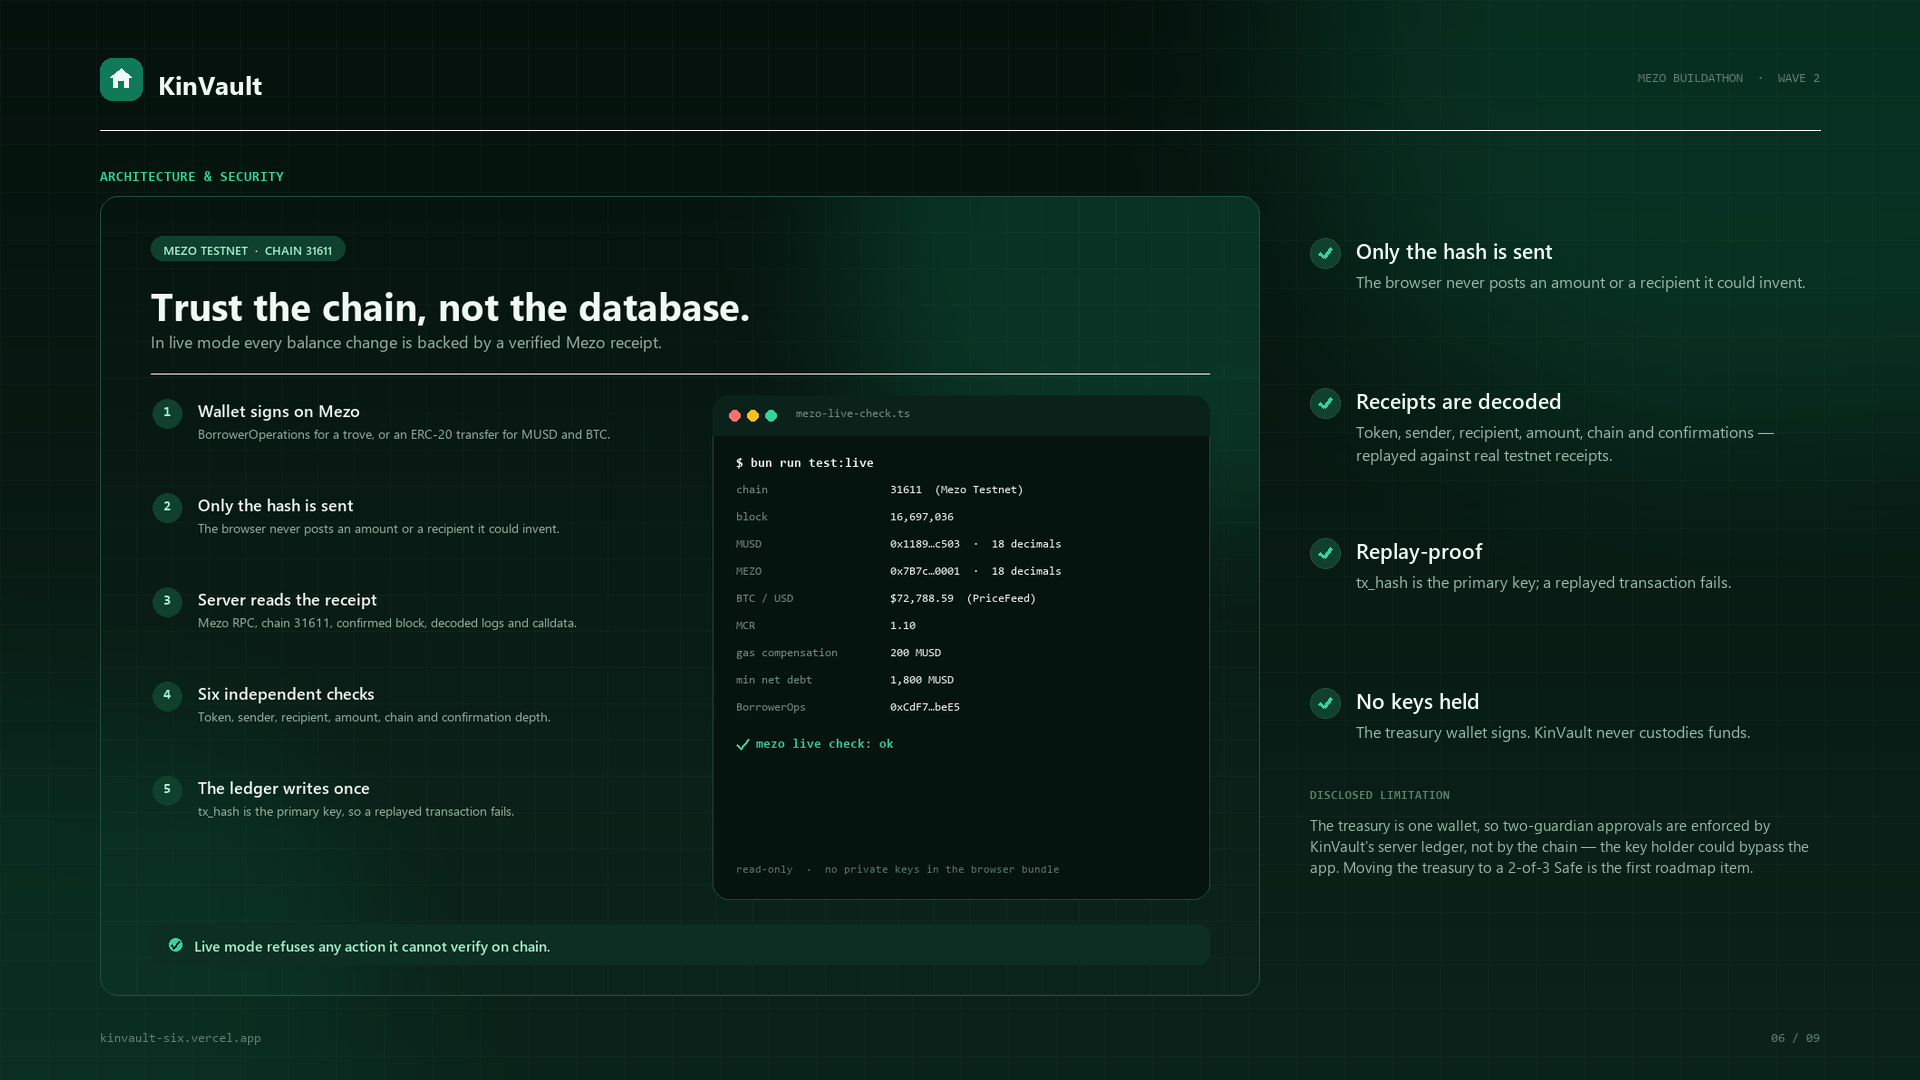 KinVault
MEZO BUILDATHON · WAVE 2
ARCHITECTURE & SECURITY
MEZO TESTNET · CHAIN 31611
Trust the chain, not the database.
In live mode every balance change is backed by a verified Mezo receipt.
1 Wallet signs on Mezo
BorrowerOperations for a trove, or an ERC-20 transfer for MUSD and BTC.
2 Only the hash is sent
The browser never posts an amount or a recipient it could invent.
3 Server reads the receipt
Mezo RPC, chain 31611, confirmed block, decoded logs and calldata.
4 Six independent checks
Token, sender, recipient, amount, chain and confirmation depth.
5 The ledger writes once
tx_hash is the primary key, so a replayed transaction fails.
mezo-live-check.ts
$ bun run test:live
chain 31611 (Mezo Testnet)
block 16,697,036
MUSD 0x1189…c503 · 18 decimals
MEZO 0x7B7c…0001 · 18 decimals
BTC / USD $72,788.59 (PriceFeed)
MCR 1.10
gas compensation 200 MUSD
min net debt 1,800 MUSD
BorrowerOps 0xCdF7…beE5
✓ mezo live check: ok
read-only · no private keys in the browser bundle
Live mode refuses any action it cannot verify on chain.
Only the hash is sent
The browser never posts an amount or a recipient it could invent.
Receipts are decoded
Token, sender, recipient, amount, chain and confirmations —
replayed against real testnet receipts.
Replay-proof
tx_hash is the primary key; a replayed transaction fails.
No keys held
The treasury wallet signs. KinVault never custodies funds.
DISCLOSED LIMITATION
The treasury is one wallet, so two-guardian approvals are enforced by
KinVault's server ledger, not by the chain — the key holder could bypass the
app. Moving the treasury to a 2-of-3 Safe is the first roadmap item.
kinvault-six.vercel.app
06 / 09